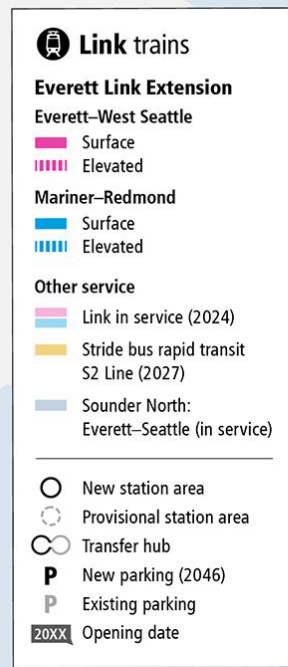 Link trains
Everett Link Extension
Everett–West Seattle
Surface
Elevated
Mariner–Redmond
Surface
Elevated
Other service
Link in service (2024)
Stride bus rapid transit
S2 Line (2027)
Sounder North:
Everett–Seattle (in service)
New station area
Provisional station area
Transfer hub
P New parking (2046)
P Existing parking
20XX Opening date